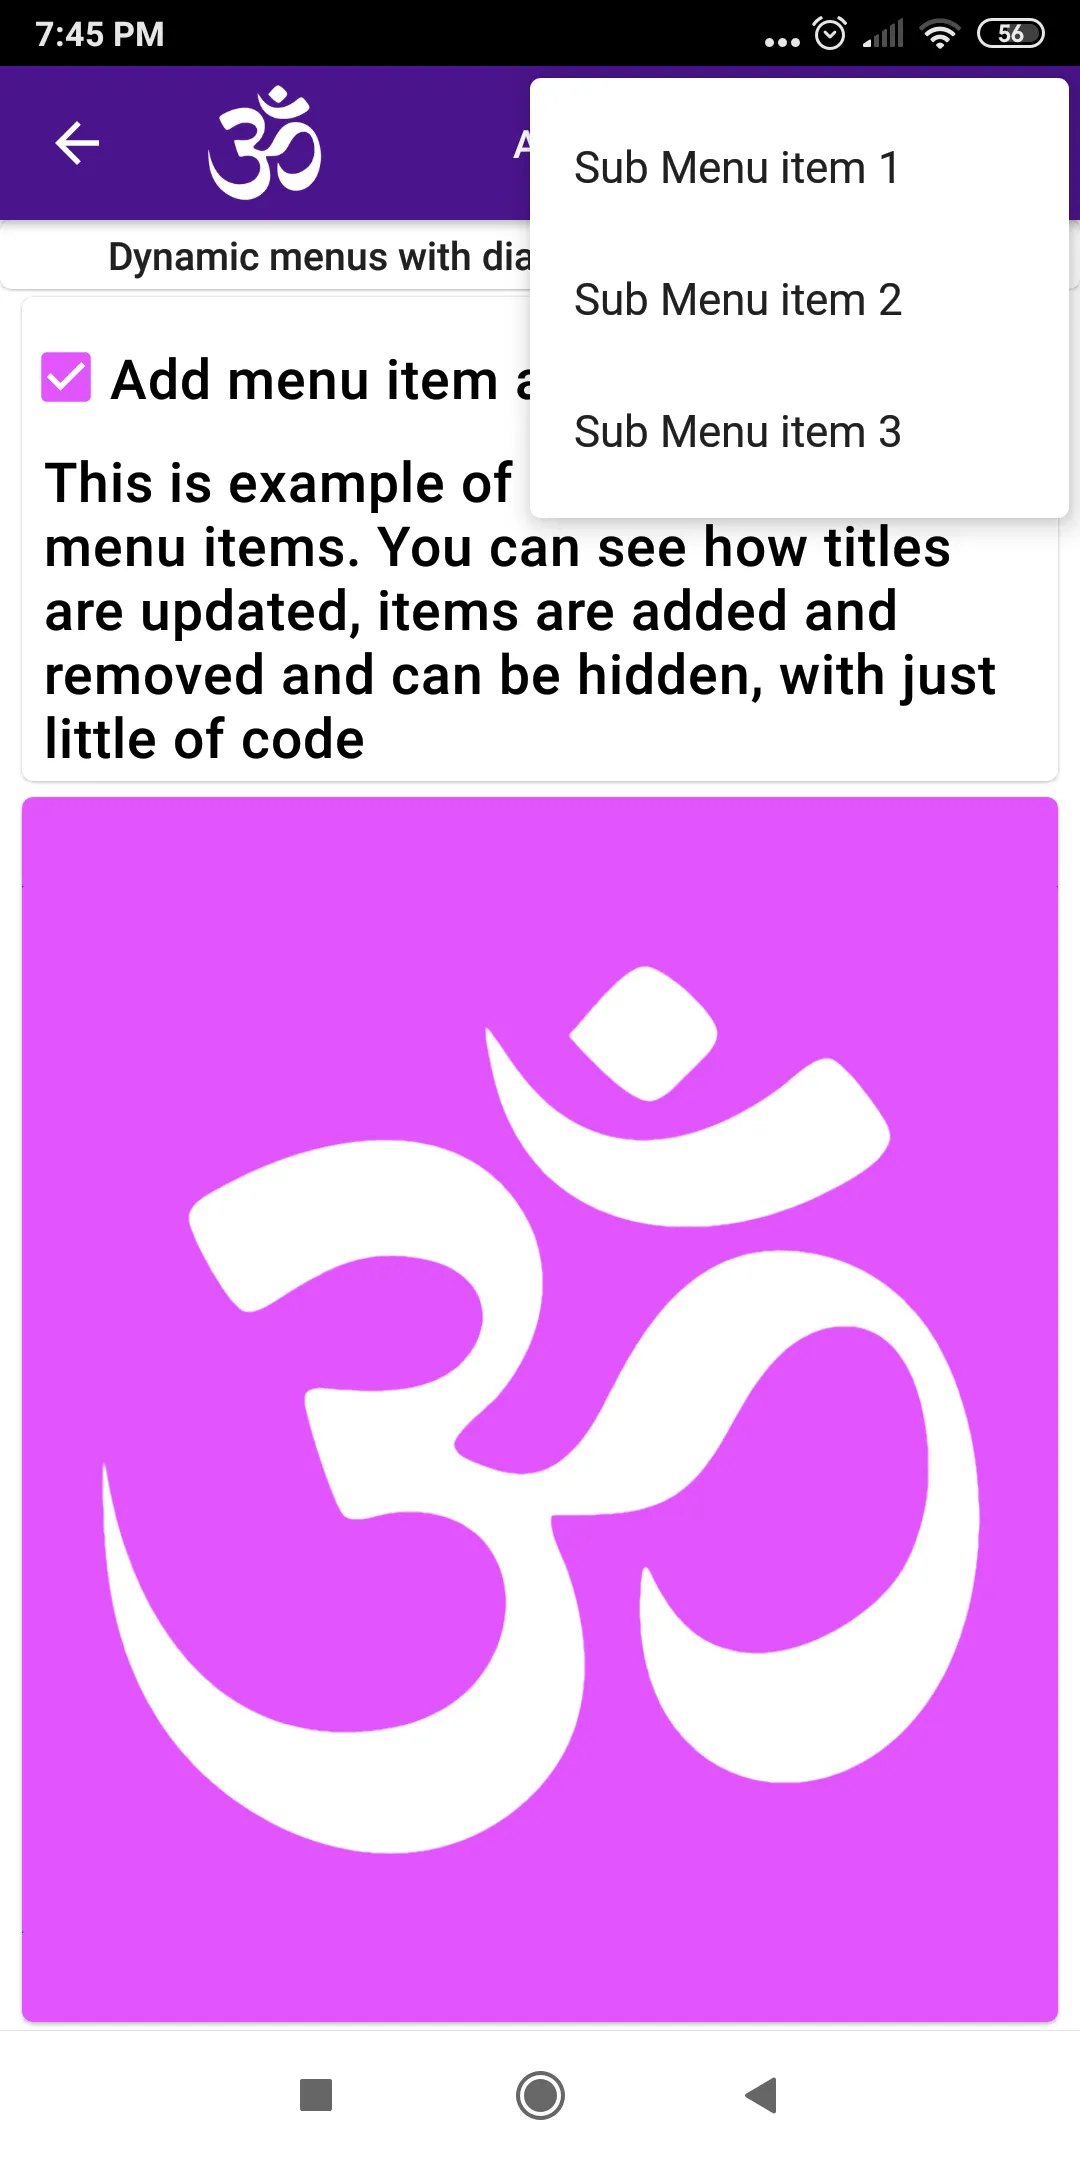 7:45 PM
56
Sub Menu item 1
Sub Menu item 2
Sub Menu item 3
Dynamic menus with dia
Add menu item
This is example of
menu items. You can see how titles
are updated, items are added and
removed and can be hidden, with just
little of code
ॐ